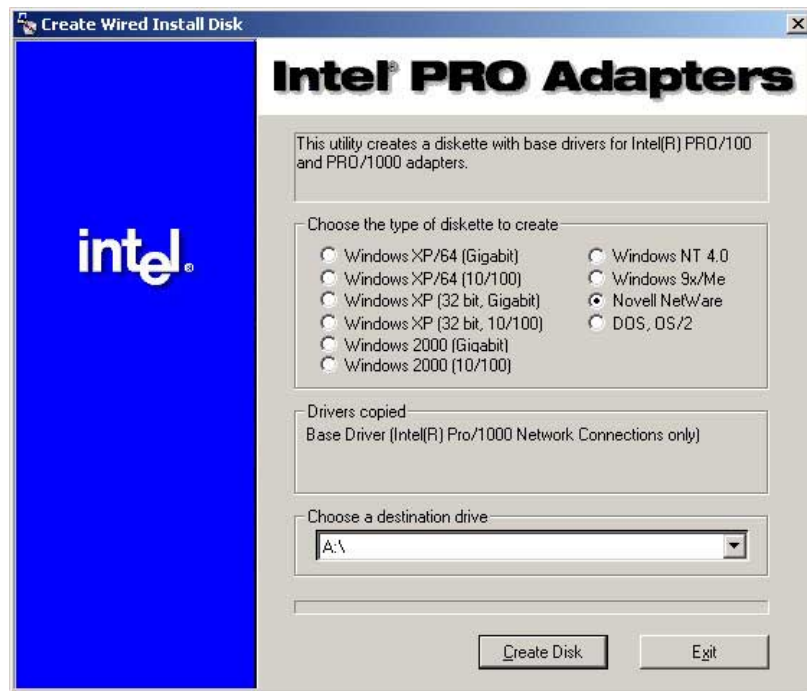 Create Wired Install Disk
Intel® PRO Adapters
intel®
This utility creates a diskette with base drivers for Intel(R) PRO/100
and PRO/1000 adapters.
Choose the type of diskette to create
Windows XP/64 (Gigabit)
Windows XP/64 (10/100)
Windows XP (32 bit, Gigabit)
Windows XP (32 bit, 10/100)
Windows 2000 (Gigabit)
Windows 2000 (10/100)
Windows NT 4.0
Windows 9x/Me
Novell NetWare
DOS, OS/2
Drivers copied
Base Driver (Intel(R) Pro/1000 Network Connections only)
Choose a destination drive
A:\
Create Disk
Exit